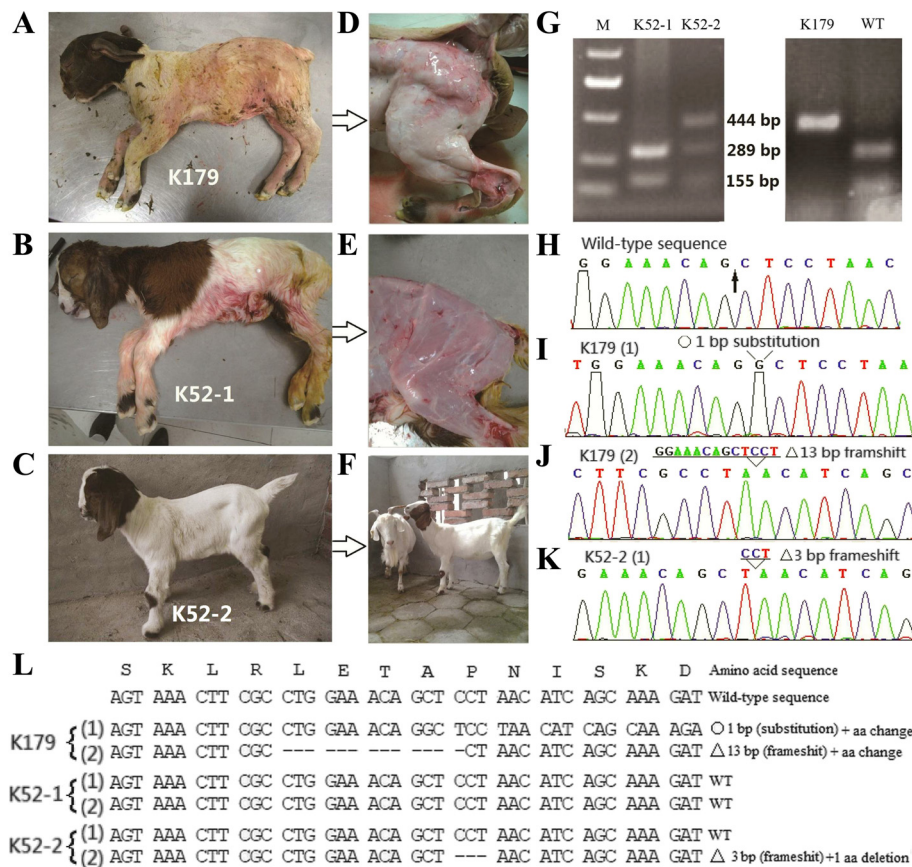 A
K179
D
B
K52-1
E
C
K52-2
F
G
M K52-1 K52-2 K179 WT
444 bp
289 bp
155 bp
H
Wild-type sequence
G G A A A C A G C T C C T A A C
I
K179 (1) ○ 1 bp substitution
T G G A A A C A G G C T C C T A A
J
GGAAACAGCTCCT △13 bp framshift
K179 (2)
C T T C G C C T A A C A T C A G C
K
CCT △3 bp frameshift
K52-2 (1)
G A A A C A G C T A A C A T C A G
L
S K L R L E T A P N I S K D Amino acid sequence
AGT AAA CTT CGC CTG GAA ACA GCT CCT AAC ATC AGC AAA GAT Wild-type sequence
K179 { (1) AGT AAA CTT CGC CTG GAA ACA GGC TCC TAA CAT CAG CAA AGA ○ 1 bp (substitution) + aa change
(2) AGT AAA CTT CGC --- --- --- --- -CT AAC ATC AGC AAA GAT △ 13 bp (frameshit) + aa change
K52-1 { (1) AGT AAA CTT CGC CTG GAA ACA GCT CCT AAC ATC AGC AAA GAT WT
(2) AGT AAA CTT CGC CTG GAA ACA GCT CCT AAC ATC AGC AAA GAT WT
K52-2 { (1) AGT AAA CTT CGC CTG GAA ACA GCT CCT AAC ATC AGC AAA GAT WT
(2) AGT AAA CTT CGC CTG GAA ACA GCT --- AAC ATC AGC AAA GAT △ 3 bp (frameshit) +1 aa deletion